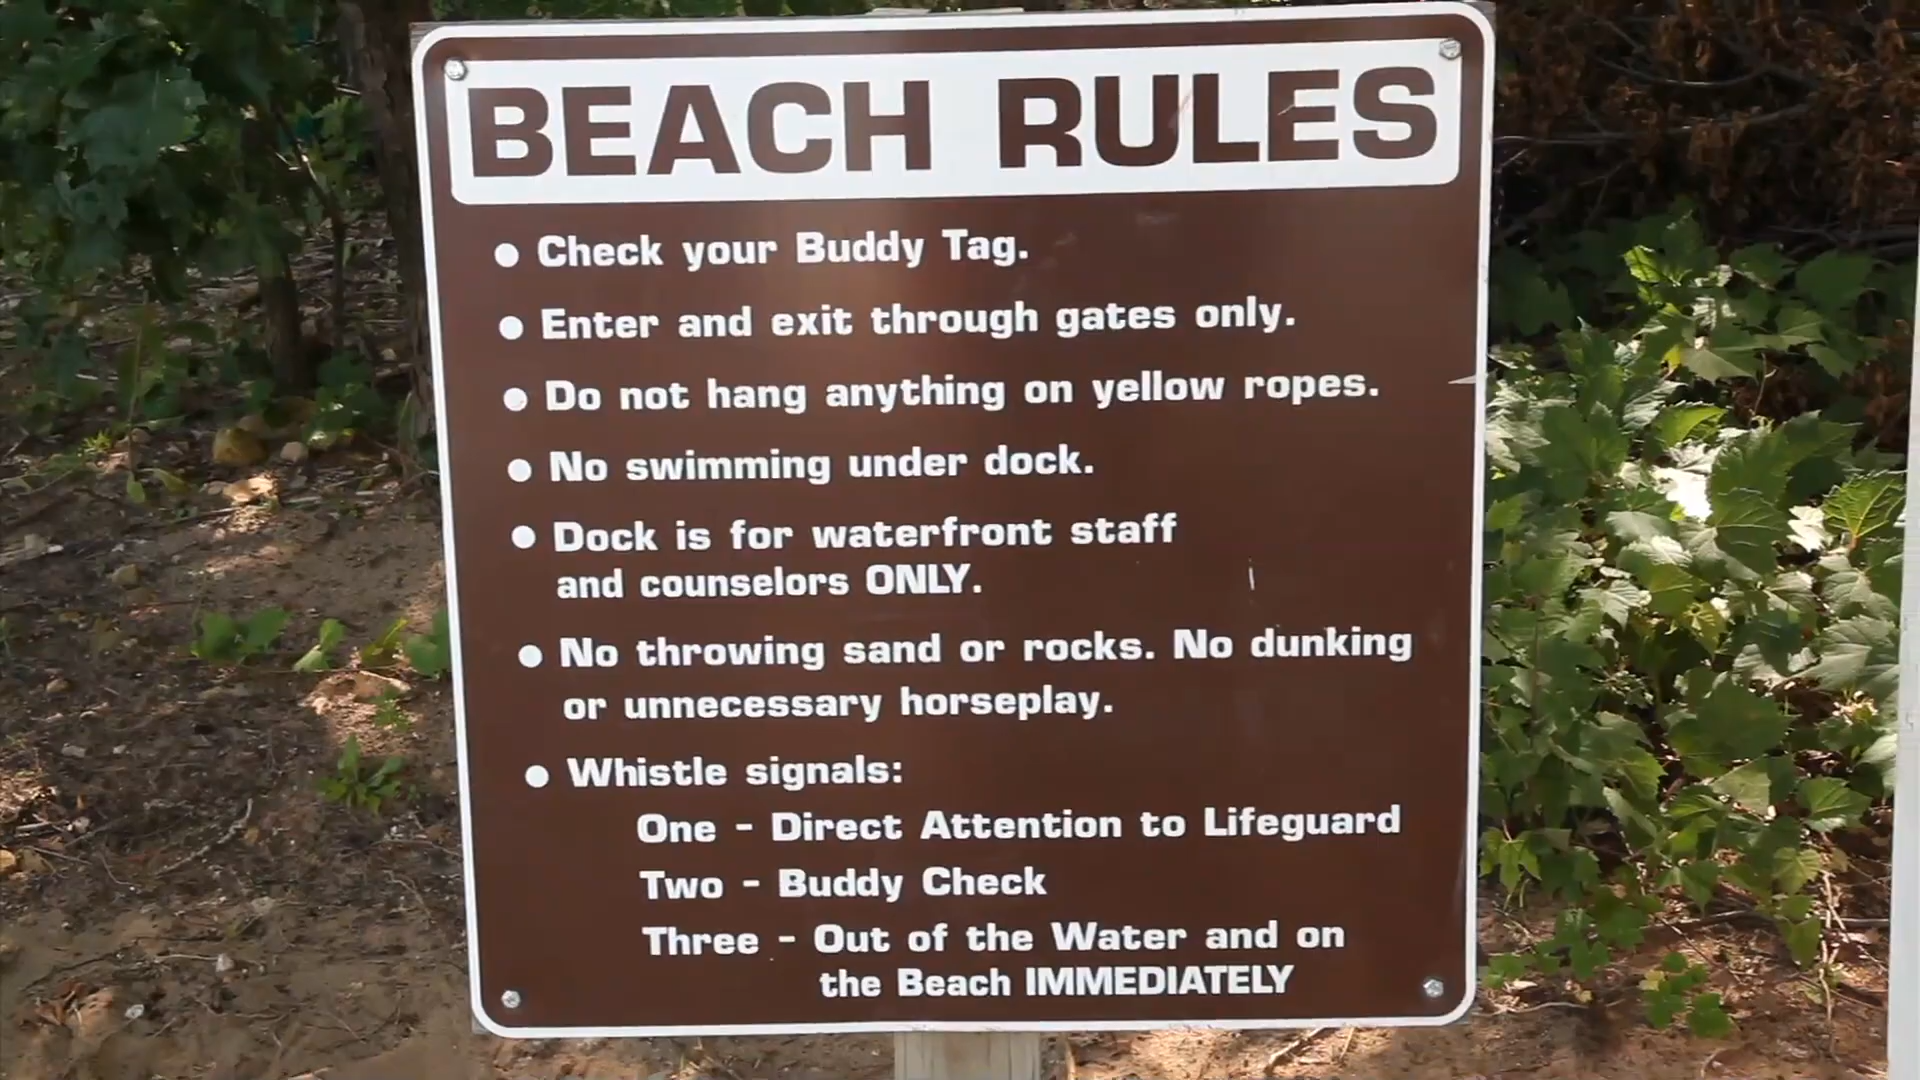 BEACH RULES
• Check your Buddy Tag.
• Enter and exit through gates only.
• Do not hang anything on yellow ropes.
• No swimming under dock.
• Dock is for waterfront staff
and counselors ONLY.
• No throwing sand or rocks. No dunking
or unnecessary horseplay.
• Whistle signals:
One - Direct Attention to Lifeguard
Two - Buddy Check
Three - Out of the Water and on
the Beach IMMEDIATELY